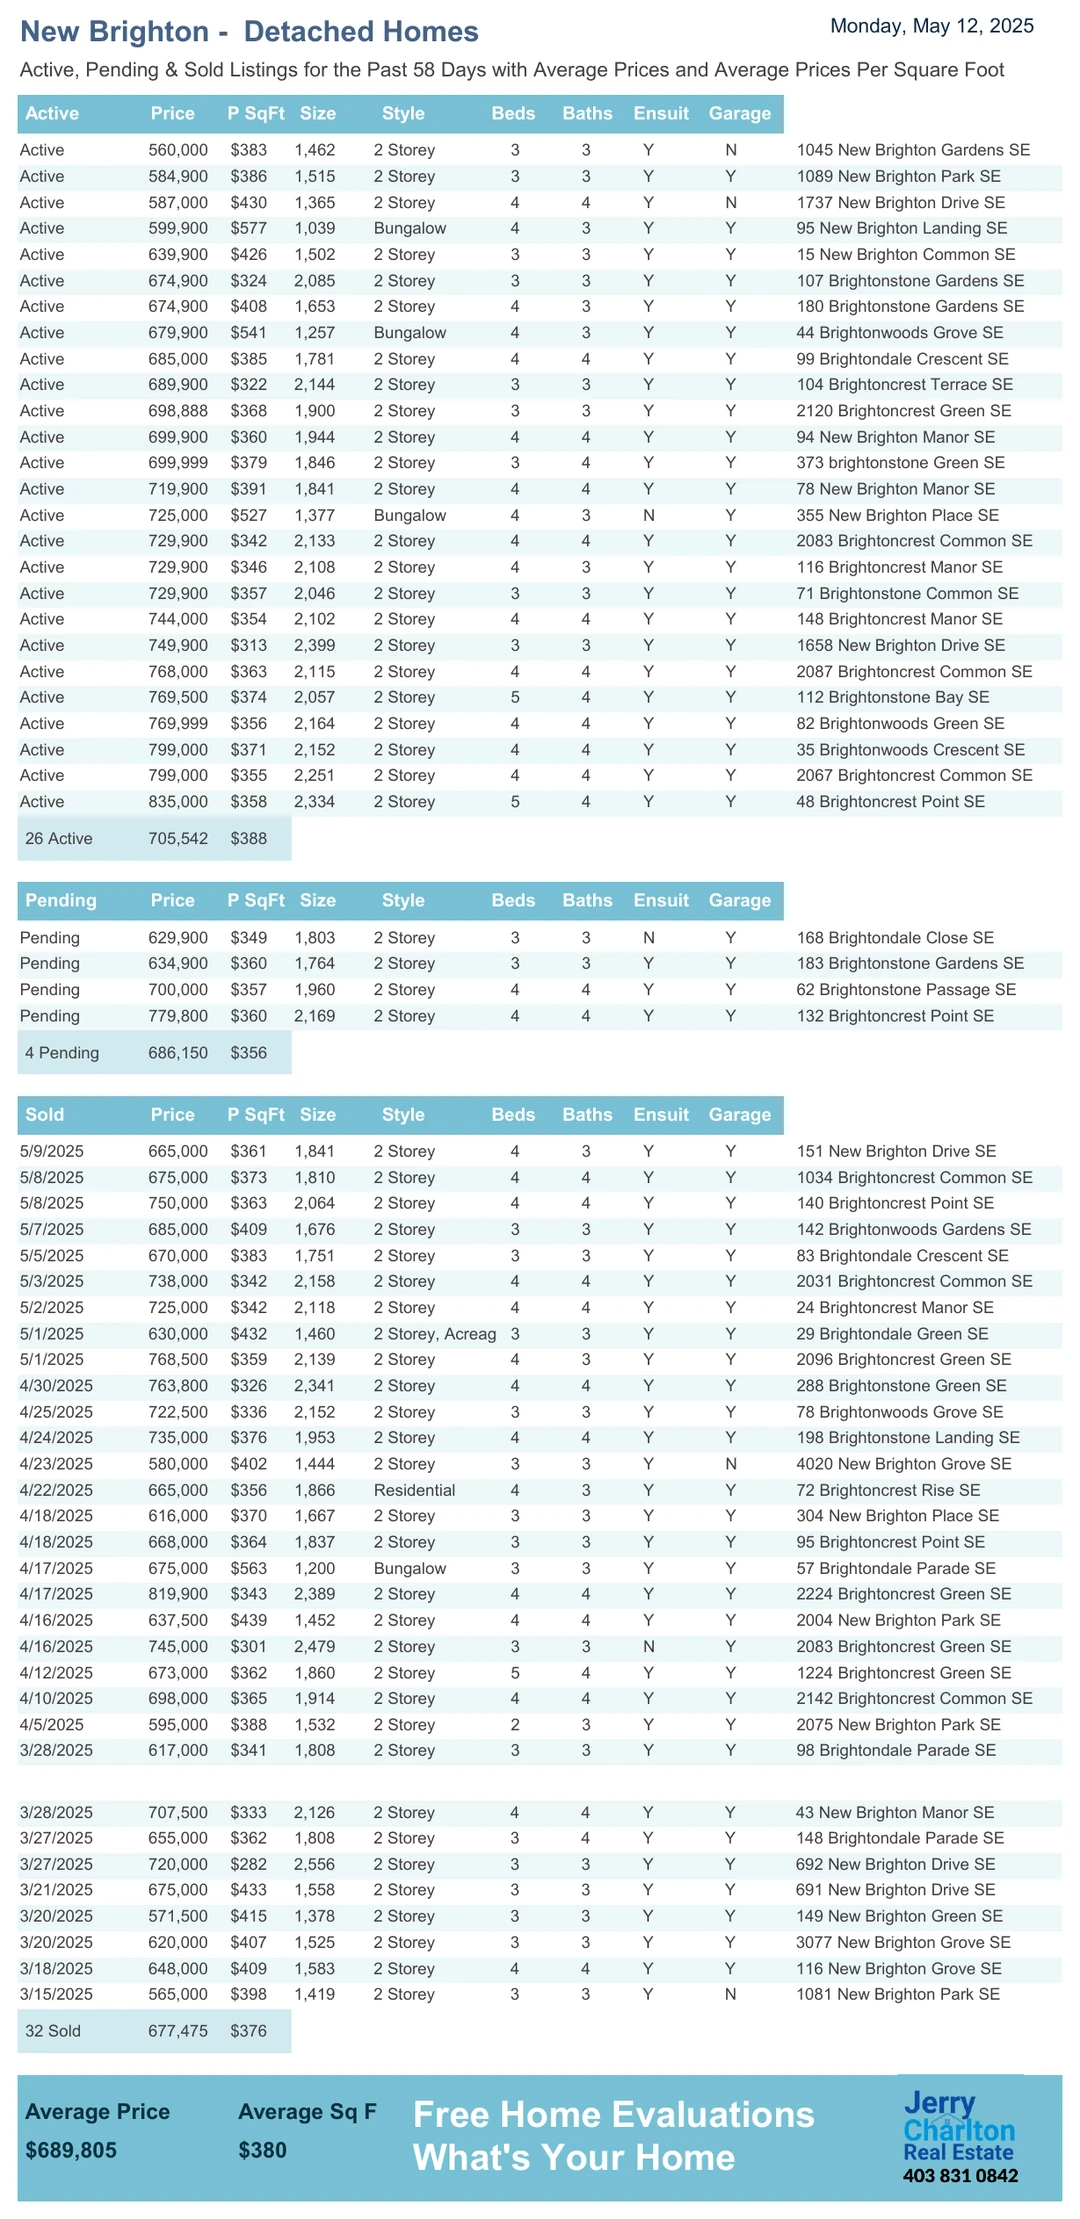 New Brighton - Detached Homes
Monday, May 12, 2025
Active, Pending & Sold Listings for the Past 58 Days with Average Prices and Average Prices Per Square Foot
Active Price P SqFt Size Style Beds Baths Ensuit Garage
Active 560,000 $383 1,462 2 Storey 3 3 Y N 1045 New Brighton Gardens SE
Active 584,900 $386 1,515 2 Storey 3 3 Y Y 1089 New Brighton Park SE
Active 587,000 $430 1,365 2 Storey 4 4 Y N 1737 New Brighton Drive SE
Active 599,900 $577 1,039 Bungalow 4 3 Y Y 95 New Brighton Landing SE
Active 639,900 $426 1,502 2 Storey 3 3 Y Y 15 New Brighton Common SE
Active 674,900 $324 2,085 2 Storey 3 3 Y Y 107 Brightonstone Gardens SE
Active 674,900 $408 1,653 2 Storey 4 3 Y Y 180 Brightonstone Gardens SE
Active 679,900 $541 1,257 Bungalow 4 3 Y Y 44 Brightonwoods Grove SE
Active 685,000 $385 1,781 2 Storey 4 4 Y Y 99 Brightondale Crescent SE
Active 689,900 $322 2,144 2 Storey 3 3 Y Y 104 Brightoncrest Terrace SE
Active 698,888 $368 1,900 2 Storey 3 3 Y Y 2120 Brightoncrest Green SE
Active 699,900 $360 1,944 2 Storey 4 4 Y Y 94 New Brighton Manor SE
Active 699,999 $379 1,846 2 Storey 3 4 Y Y 373 brightonstone Green SE
Active 719,900 $391 1,841 2 Storey 4 4 Y Y 78 New Brighton Manor SE
Active 725,000 $527 1,377 Bungalow 4 3 N Y 355 New Brighton Place SE
Active 729,900 $342 2,133 2 Storey 4 4 Y Y 2083 Brightoncrest Common SE
Active 729,900 $346 2,108 2 Storey 4 3 Y Y 116 Brightoncrest Manor SE
Active 729,900 $357 2,046 2 Storey 3 3 Y Y 71 Brightonstone Common SE
Active 744,000 $354 2,102 2 Storey 4 4 Y Y 148 Brightoncrest Manor SE
Active 749,900 $313 2,399 2 Storey 3 3 Y Y 1658 New Brighton Drive SE
Active 768,000 $363 2,115 2 Storey 4 4 Y Y 2087 Brightoncrest Common SE
Active 769,500 $374 2,057 2 Storey 5 4 Y Y 112 Brightonstone Bay SE
Active 769,999 $356 2,164 2 Storey 4 4 Y Y 82 Brightonwoods Green SE
Active 799,000 $371 2,152 2 Storey 4 4 Y Y 35 Brightonwoods Crescent SE
Active 799,000 $355 2,251 2 Storey 4 4 Y Y 2067 Brightoncrest Common SE
Active 835,000 $358 2,334 2 Storey 5 4 Y Y 48 Brightoncrest Point SE
26 Active 705,542 $388
Pending Price P SqFt Size Style Beds Baths Ensuit Garage
Pending 629,900 $349 1,803 2 Storey 3 3 N Y 168 Brightondale Close SE
Pending 634,900 $360 1,764 2 Storey 3 3 Y Y 183 Brightonstone Gardens SE
Pending 700,000 $357 1,960 2 Storey 4 4 Y Y 62 Brightonstone Passage SE
Pending 779,800 $360 2,169 2 Storey 4 4 Y Y 132 Brightoncrest Point SE
4 Pending 686,150 $356
Sold Price P SqFt Size Style Beds Baths Ensuit Garage
5/9/2025 665,000 $361 1,841 2 Storey 4 3 Y Y 151 New Brighton Drive SE
5/8/2025 675,000 $373 1,810 2 Storey 4 4 Y Y 1034 Brightoncrest Common SE
5/8/2025 750,000 $363 2,064 2 Storey 4 4 Y Y 140 Brightoncrest Point SE
5/7/2025 685,000 $409 1,676 2 Storey 3 3 Y Y 142 Brightonwoods Gardens SE
5/5/2025 670,000 $383 1,751 2 Storey 3 3 Y Y 83 Brightondale Crescent SE
5/3/2025 738,000 $342 2,158 2 Storey 4 4 Y Y 2031 Brightoncrest Common SE
5/2/2025 725,000 $342 2,118 2 Storey 4 4 Y Y 24 Brightoncrest Manor SE
5/1/2025 630,000 $432 1,460 2 Storey, Acreag 3 3 Y Y 29 Brightondale Green SE
5/1/2025 768,500 $359 2,139 2 Storey 4 3 Y Y 2096 Brightoncrest Green SE
4/30/2025 763,800 $326 2,341 2 Storey 4 4 Y Y 288 Brightonstone Green SE
4/25/2025 722,500 $336 2,152 2 Storey 3 3 Y Y 78 Brightonwoods Grove SE
4/24/2025 735,000 $376 1,953 2 Storey 4 4 Y Y 198 Brightonstone Landing SE
4/23/2025 580,000 $402 1,444 2 Storey 3 3 Y N 4020 New Brighton Grove SE
4/22/2025 665,000 $356 1,866 Residential 4 3 Y Y 72 Brightoncrest Rise SE
4/18/2025 616,000 $370 1,667 2 Storey 3 3 Y Y 304 New Brighton Place SE
4/18/2025 668,000 $364 1,837 2 Storey 3 3 Y Y 95 Brightoncrest Point SE
4/17/2025 675,000 $563 1,200 Bungalow 3 3 Y Y 57 Brightondale Parade SE
4/17/2025 819,900 $343 2,389 2 Storey 4 4 Y Y 2224 Brightoncrest Green SE
4/16/2025 637,500 $439 1,452 2 Storey 4 4 Y Y 2004 New Brighton Park SE
4/16/2025 745,000 $301 2,479 2 Storey 3 3 N Y 2083 Brightoncrest Green SE
4/12/2025 673,000 $362 1,860 2 Storey 5 4 Y Y 1224 Brightoncrest Green SE
4/10/2025 698,000 $365 1,914 2 Storey 4 4 Y Y 2142 Brightoncrest Common SE
4/5/2025 595,000 $388 1,532 2 Storey 2 3 Y Y 2075 New Brighton Park SE
3/28/2025 617,000 $341 1,808 2 Storey 3 3 Y Y 98 Brightondale Parade SE
3/28/2025 707,500 $333 2,126 2 Storey 4 4 Y Y 43 New Brighton Manor SE
3/27/2025 655,000 $362 1,808 2 Storey 3 4 Y Y 148 Brightondale Parade SE
3/27/2025 720,000 $282 2,556 2 Storey 3 3 Y Y 692 New Brighton Drive SE
3/21/2025 675,000 $433 1,558 2 Storey 3 3 Y Y 691 New Brighton Drive SE
3/20/2025 571,500 $415 1,378 2 Storey 3 3 Y Y 149 New Brighton Green SE
3/20/2025 620,000 $407 1,525 2 Storey 3 3 Y Y 3077 New Brighton Grove SE
3/18/2025 648,000 $409 1,583 2 Storey 4 4 Y Y 116 New Brighton Grove SE
3/15/2025 565,000 $398 1,419 2 Storey 3 3 Y N 1081 New Brighton Park SE
32 Sold 677,475 $376
Average Price Average Sq F
$689,805 $380
Free Home Evaluations
What's Your Home
Jerry
Charlton
Real Estate
403 831 0842